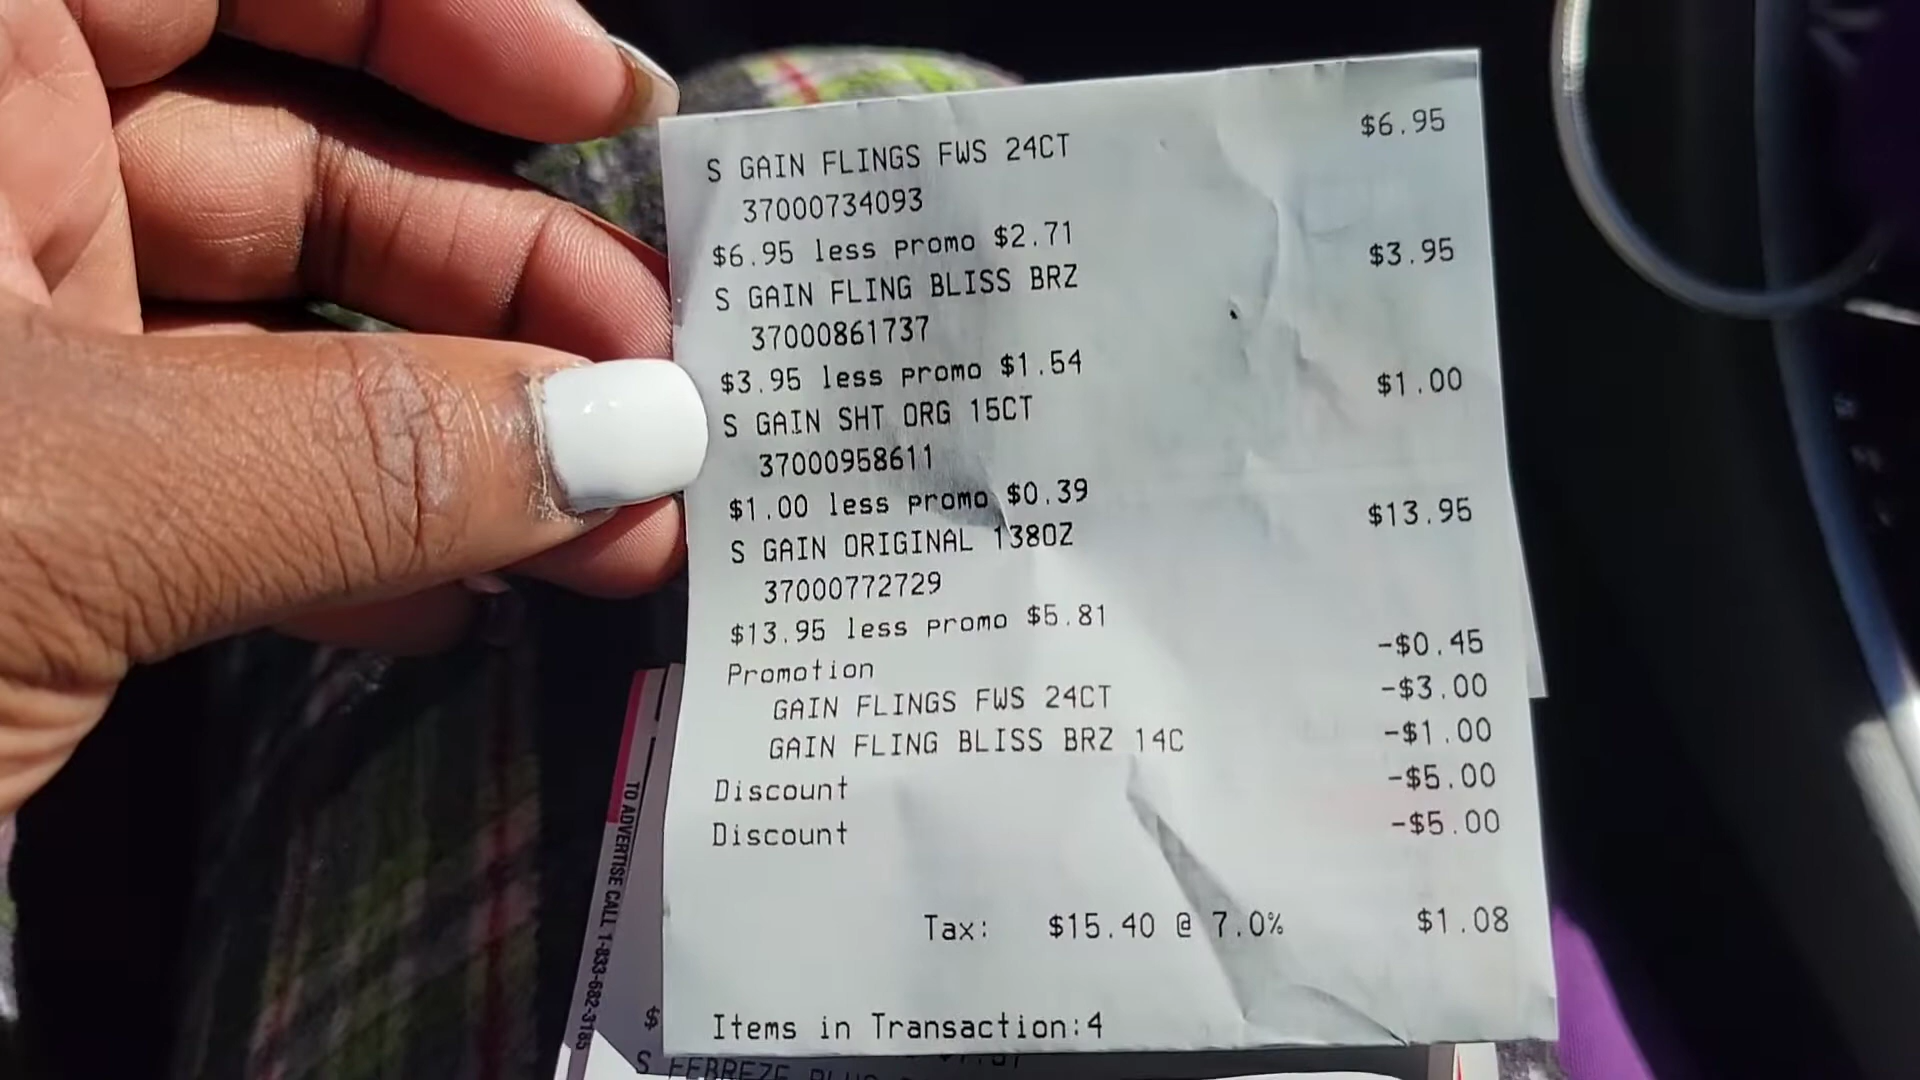 S GAIN FLINGS FWS 24CT $6.95
37000734093
$6.95 less promo $2.71
S GAIN FLING BLISS BRZ $3.95
37000861737
$3.95 less promo $1.54
S GAIN SHT ORG 15CT $1.00
37000958611
$1.00 less promo $0.39
S GAIN ORIGINAL 138OZ $13.95
37000772729
$13.95 less promo $5.81
Promotion -$0.45
GAIN FLINGS FWS 24CT -$3.00
GAIN FLING BLISS BRZ 14C -$1.00
Discount -$5.00
Discount -$5.00
Tax: $15.40 @ 7.0% $1.08
Items in Transaction:4
TO ADVERTISE CALL 1-833-682-3185
$
S FEBREZE